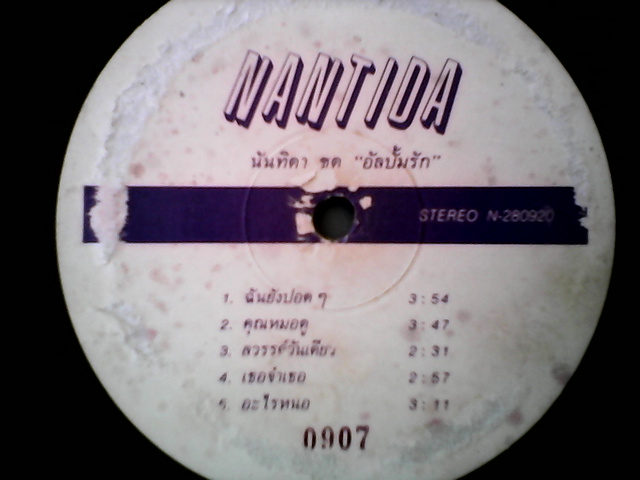 NANTIDA
นันทิดา ชุด "อัลบั้มรัก"
STEREO N-280920
1. ฉันยังปอด ๆ 3:54
2. คุณหมอดู 3:47
3. สวรรค์วันเดียว 2:31
4. เธอจ๋าเธอ 2:57
5. อะไรหนอ 3:11
0907